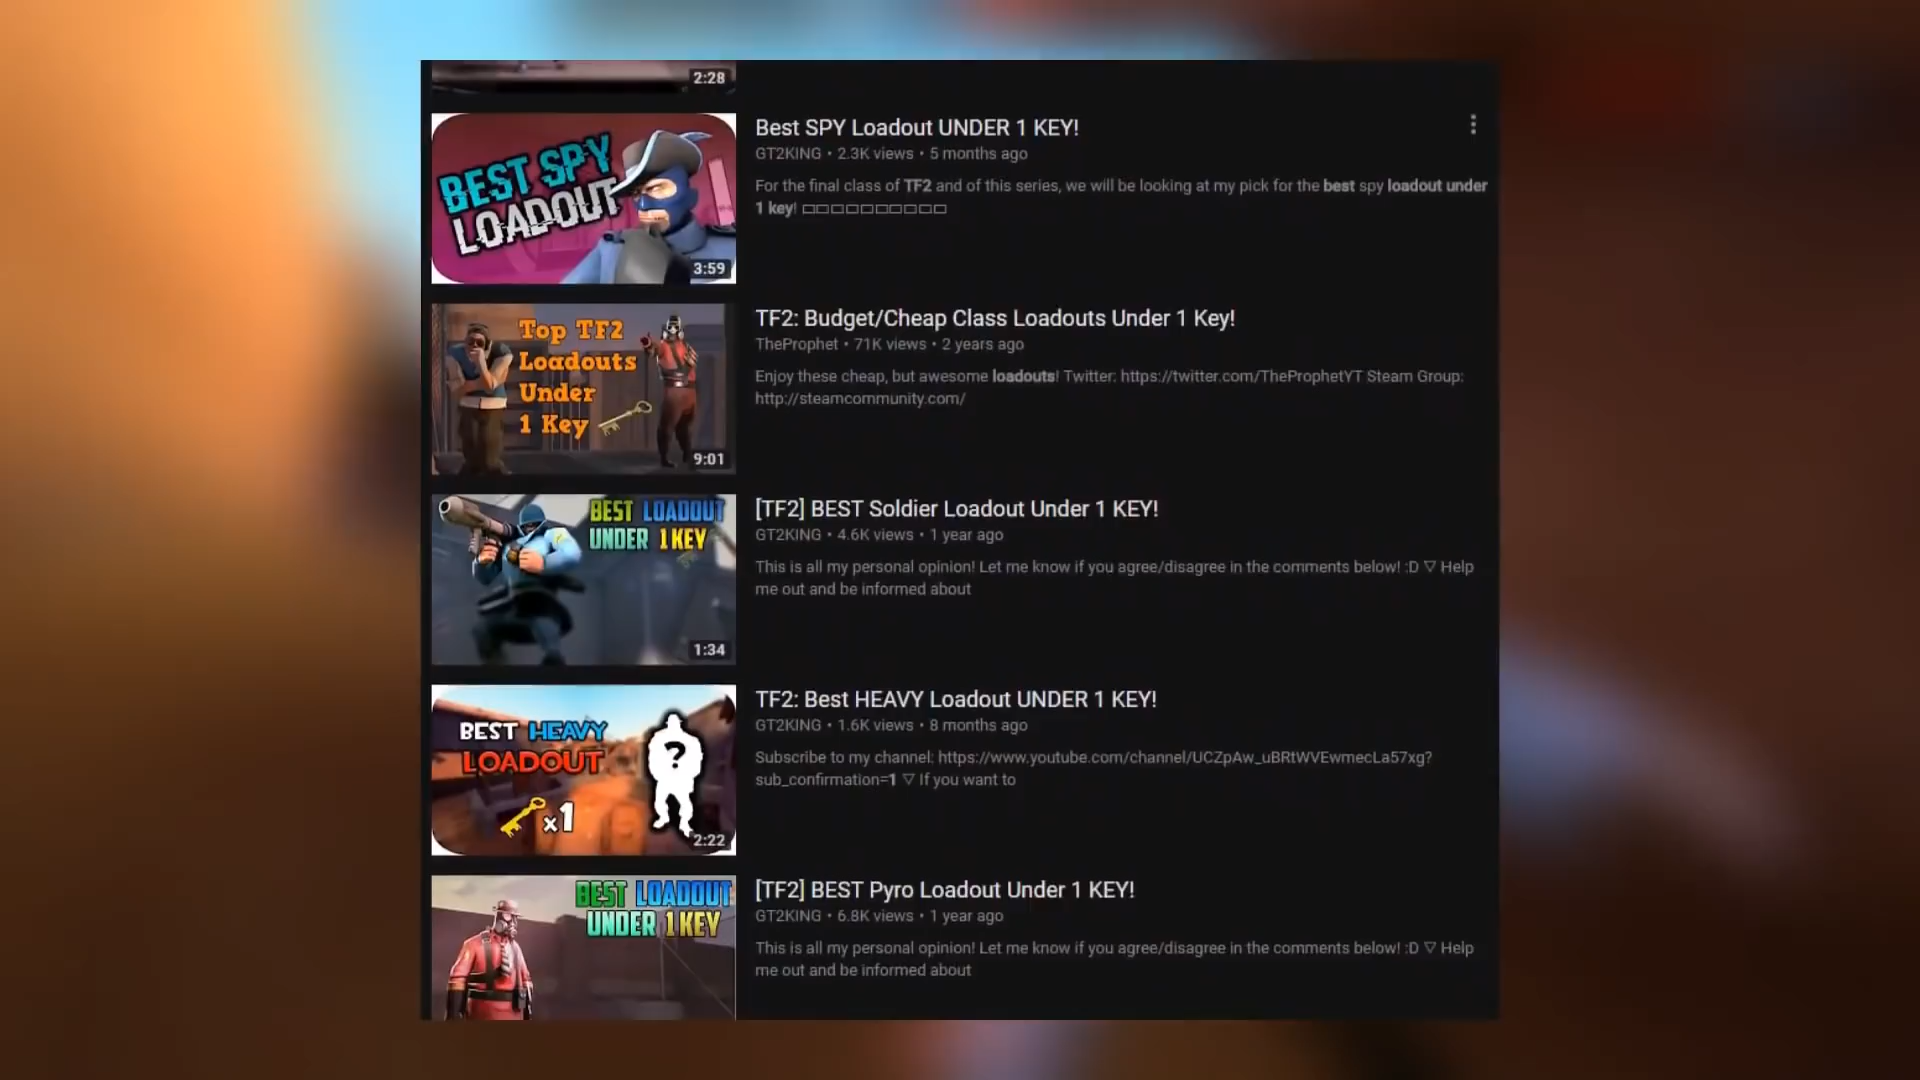 2:28
BEST SPY
LOADOUT
3:59
Best SPY Loadout UNDER 1 KEY!
GT2KING • 2.3K views • 5 months ago
For the final class of TF2 and of this series, we will be looking at my pick for the best spy loadout under
1 key! □□□□□□□□□□
Top TF2
Loadouts
Under
1 Key
9:01
TF2: Budget/Cheap Class Loadouts Under 1 Key!
TheProphet • 71K views • 2 years ago
Enjoy these cheap, but awesome loadouts! Twitter: https://twitter.com/TheProphetYT Steam Group:
http://steamcommunity.com/
BEST LOADOUT
UNDER 1 KEY
1:34
[TF2] BEST Soldier Loadout Under 1 KEY!
GT2KING • 4.6K views • 1 year ago
This is all my personal opinion! Let me know if you agree/disagree in the comments below! :D ▽ Help
me out and be informed about
BEST HEAVY
LOADOUT
x1
?
2:22
TF2: Best HEAVY Loadout UNDER 1 KEY!
GT2KING • 1.6K views • 8 months ago
Subscribe to my channel: https://www.youtube.com/channel/UCZpAw_uBRtWVEwmecLa57xg?
sub_confirmation=1 ▽ If you want to
BEST LOADOUT
UNDER 1 KEY
[TF2] BEST Pyro Loadout Under 1 KEY!
GT2KING • 6.8K views • 1 year ago
This is all my personal opinion! Let me know if you agree/disagree in the comments below! :D ▽ Help
me out and be informed about